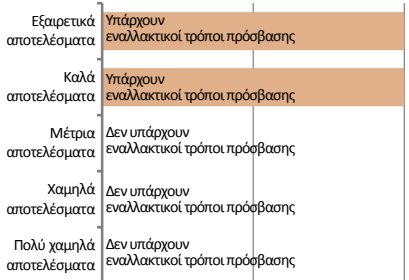 Εξαιρετικά
αποτελέσματα
Υπάρχουν
εναλλακτικοί τρόποι πρόσβασης
Καλά
αποτελέσματα
Υπάρχουν
εναλλακτικοί τρόποι πρόσβασης
Μέτρια
αποτελέσματα
Δεν υπάρχουν
εναλλακτικοί τρόποι πρόσβασης
Χαμηλά
αποτελέσματα
Δεν υπάρχουν
εναλλακτικοί τρόποι πρόσβασης
Πολύ χαμηλά
αποτελέσματα
Δεν υπάρχουν
εναλλακτικοί τρόποι πρόσβασης